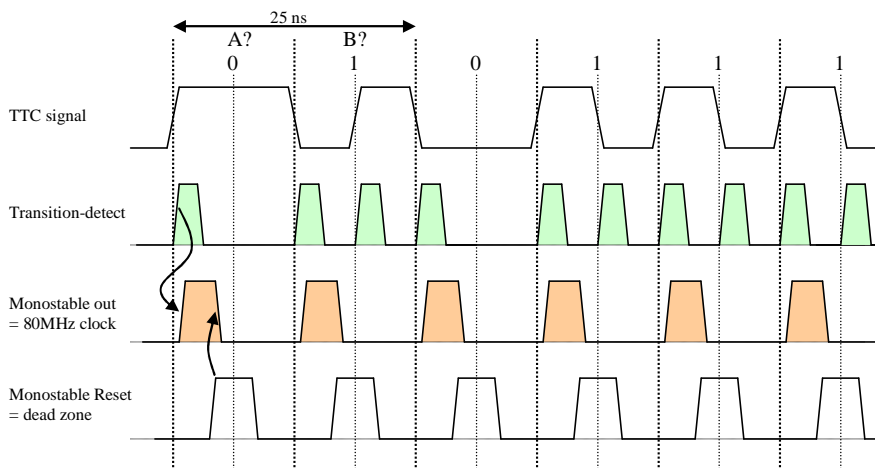 25 ns
A? B?
0 1 0 1 1 1
TTC signal
Transition-detect
Monostable out
= 80MHz clock
Monostable Reset
= dead zone